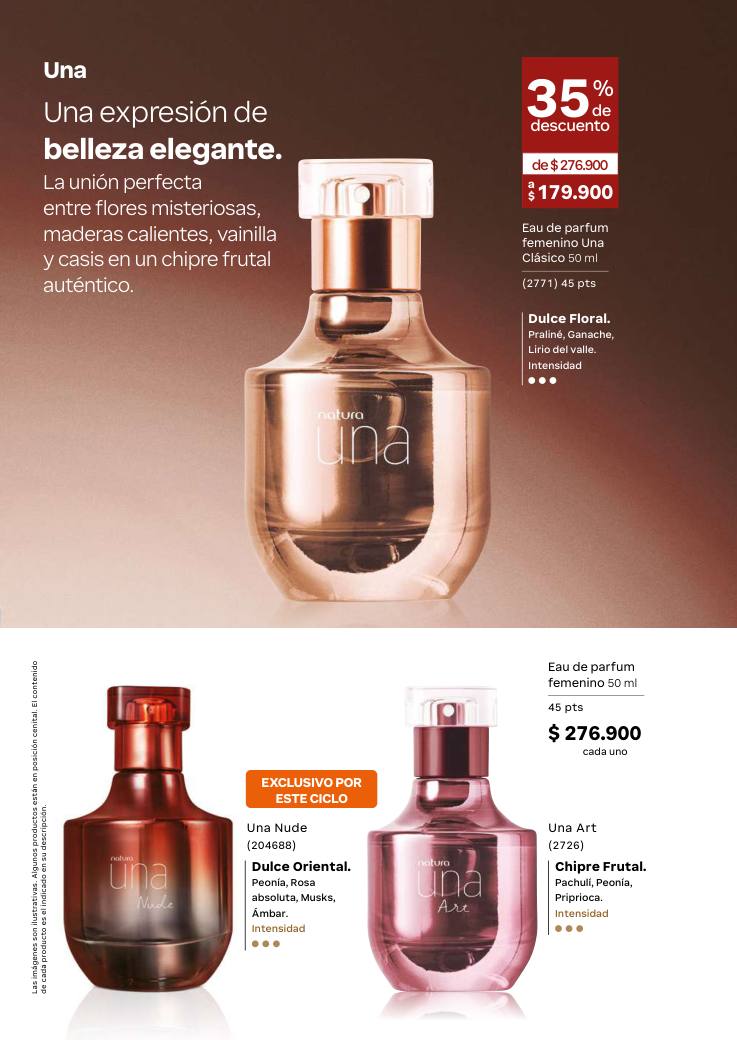 Una
Una expresión de
belleza elegante.
La unión perfecta
entre flores misteriosas,
maderas calientes, vainilla
y casis en un chipre frutal
auténtico.
35%
de
descuento
de $ 276.900
a $ 179.900
Eau de parfum
femenino Una
Clásico 50 ml
(2771) 45 pts
Dulce Floral.
Praliné, Ganache,
Lirio del valle.
Intensidad
natura
una
Las imágenes son ilustrativas. Algunos productos están en posición cenital. El contenido
de cada producto es el indicado en su descripción.
natura
una
Nude
EXCLUSIVO POR
ESTE CICLO
Una Nude
(204688)
Dulce Oriental.
Peonía, Rosa
absoluta, Musks,
Ámbar.
Intensidad
natura
una
Art
Eau de parfum
femenino 50 ml
45 pts
$ 276.900
cada uno
Una Art
(2726)
Chipre Frutal.
Pachulí, Peonía,
Priprioca.
Intensidad